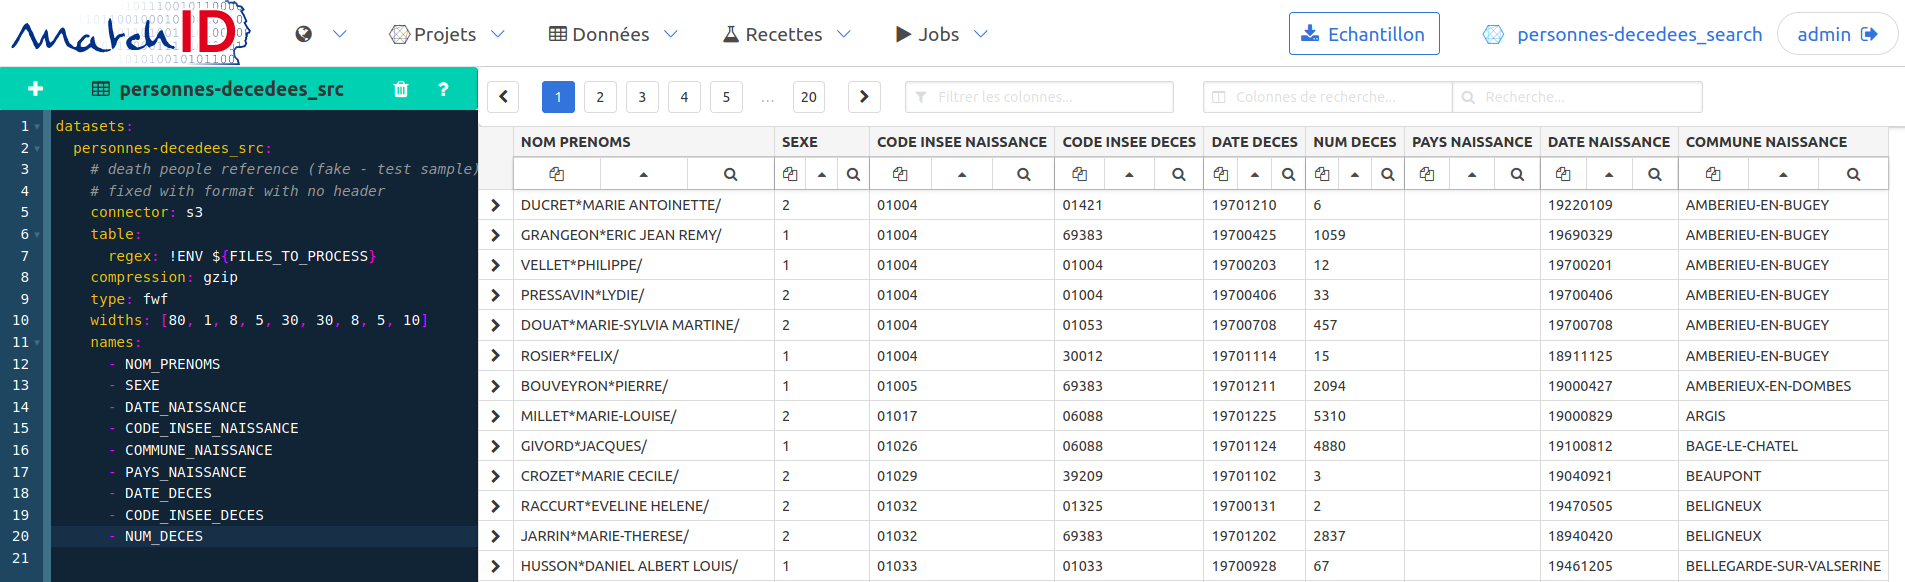 matchID
Projets
Données
Recettes
Jobs
Echantillon
personnes-decedees_search
admin
+ personnes-decedees_src ?
1 2 3 4 5 ... 20
Filtrer les colonnes...
Colonnes de recherche...
Recherche...
1 datasets:
2 personnes-decedees_src:
3 # death people reference (fake - test sample)
4 # fixed with format with no header
5 connector: s3
6 table:
7 regex: !ENV ${FILES_TO_PROCESS}
8 compression: gzip
9 type: fwf
10 widths: [80, 1, 8, 5, 30, 30, 8, 5, 10]
11 names:
12 - NOM_PRENOMS
13 - SEXE
14 - DATE_NAISSANCE
15 - CODE_INSEE_NAISSANCE
16 - COMMUNE_NAISSANCE
17 - PAYS_NAISSANCE
18 - DATE_DECES
19 - CODE_INSEE_DECES
20 - NUM_DECES
21
NOM PRENOMS SEXE CODE INSEE NAISSANCE CODE INSEE DECES DATE DECES NUM DECES PAYS NAISSANCE DATE NAISSANCE COMMUNE NAISSANCE
DUCRET*MARIE ANTOINETTE/ 2 01004 01421 19701210 6 19220109 AMBERIEU-EN-BUGEY
GRANGEON*ERIC JEAN REMY/ 1 01004 69383 19700425 1059 19690329 AMBERIEU-EN-BUGEY
VELLET*PHILIPPE/ 1 01004 01004 19700203 12 19700201 AMBERIEU-EN-BUGEY
PRESSAVIN*LYDIE/ 2 01004 01004 19700406 33 19700406 AMBERIEU-EN-BUGEY
DOUAT*MARIE-SYLVIA MARTINE/ 2 01004 01053 19700708 457 19700708 AMBERIEU-EN-BUGEY
ROSIER*FELIX/ 1 01004 30012 19701114 15 18911125 AMBERIEU-EN-BUGEY
BOUVEYRON*PIERRE/ 1 01005 69383 19701211 2094 19000427 AMBERIEUX-EN-DOMBES
MILLET*MARIE-LOUISE/ 2 01017 06088 19701225 5310 19000829 ARGIS
GIVORD*JACQUES/ 1 01026 06088 19701124 4880 19100812 BAGE-LE-CHATEL
CROZET*MARIE CECILE/ 2 01029 39209 19701102 3 19040921 BEAUPONT
RACCURT*EVELINE HELENE/ 2 01032 01325 19700131 2 19470505 BELIGNEUX
JARRIN*MARIE-THERESE/ 2 01032 69383 19701202 2837 18940420 BELIGNEUX
HUSSON*DANIEL ALBERT LOUIS/ 1 01033 01033 19700928 67 19461205 BELLEGARDE-SUR-VALSERINE